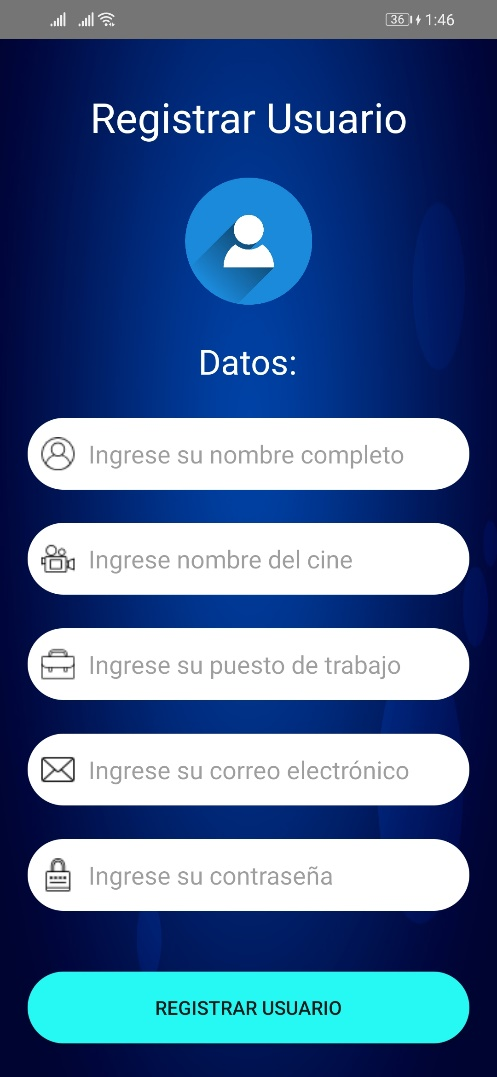 36 1:46
Registrar Usuario
Datos:
Ingrese su nombre completo
Ingrese nombre del cine
Ingrese su puesto de trabajo
Ingrese su correo electrónico
Ingrese su contraseña
REGISTRAR USUARIO